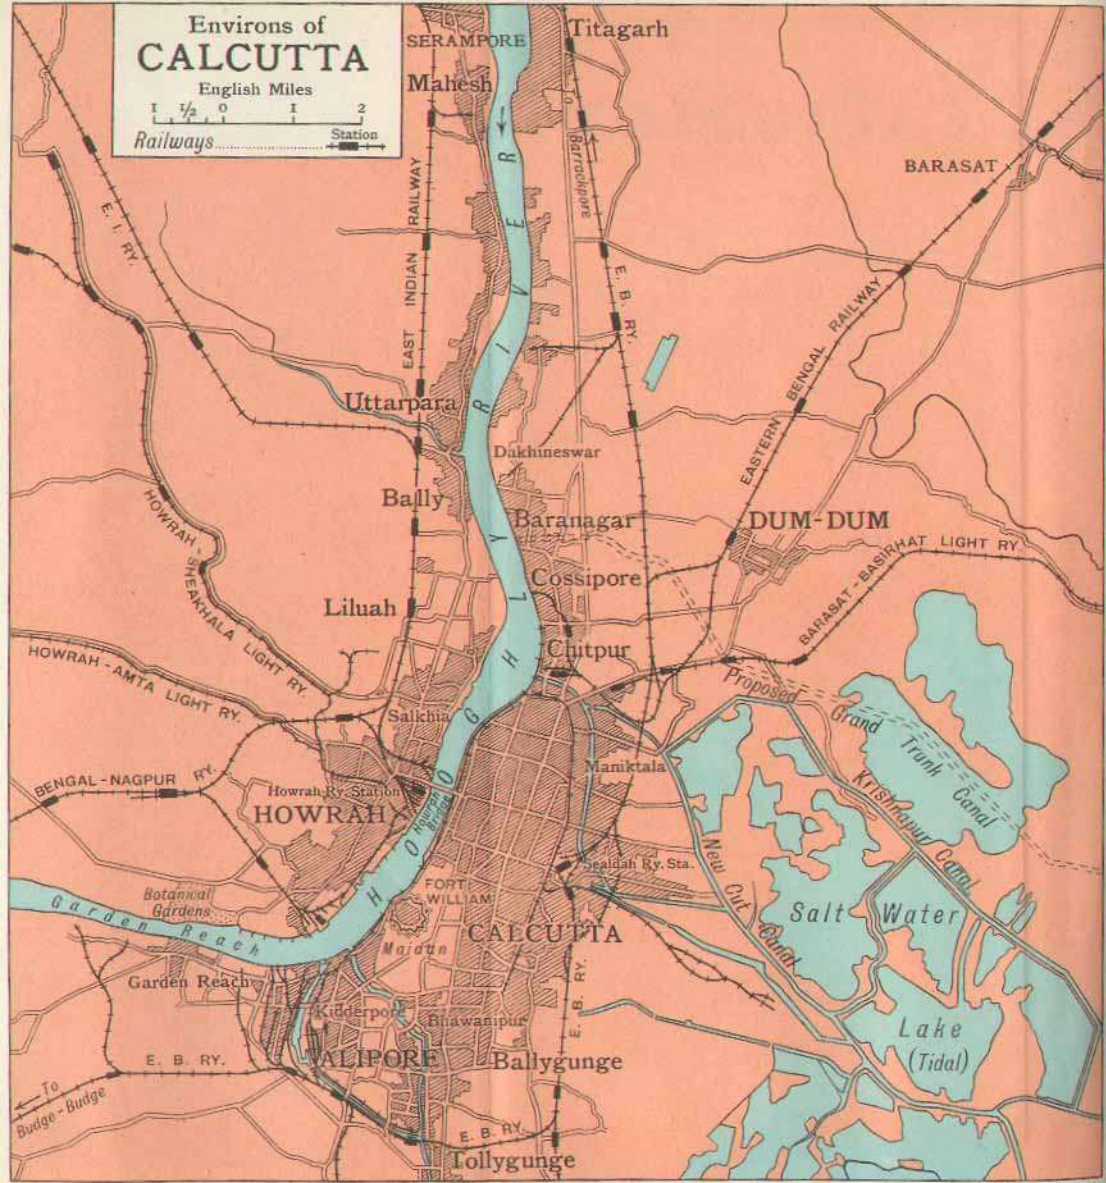 Environs of
CALCUTTA
English Miles
1 1/2 0 1 2
Railways Station
SERAMPORE
Titagarh
Mahesh
To Barrackpore
BARASAT
E. I. RY.
EAST INDIAN RAILWAY
E. B. RY.
EASTERN BENGAL RAILWAY
HOOGHLY RIVER
Uttarpara
Dakhineswar
Bally
Baranagar
DUM-DUM
HOWRAH-SHEAKHALA LIGHT RY.
Cossipore
BARASAT-BASIRHAT LIGHT RY.
Liluah
Chitpur
HOWRAH-AMTA LIGHT RY.
Proposed Grand Trunk Canal
Salkhia
Maniktala
Krishnapur Canal
BENGAL-NAGPUR RY.
Howrah Ry. Station
HOWRAH
Howrah Bridge
Sealdah Ry. Sta.
New Cut Canal
Botanical
Gardens
FORT
WILLIAM
Garden Reach
Maidan
CALCUTTA
Salt Water
Lake
(Tidal)
Garden Reach
Kidderpore
Bhawanipur
E. B. RY.
E. B. RY.
ALIPORE
Ballygunge
To
Budge-Budge
E. B. RY.
Tollygunge